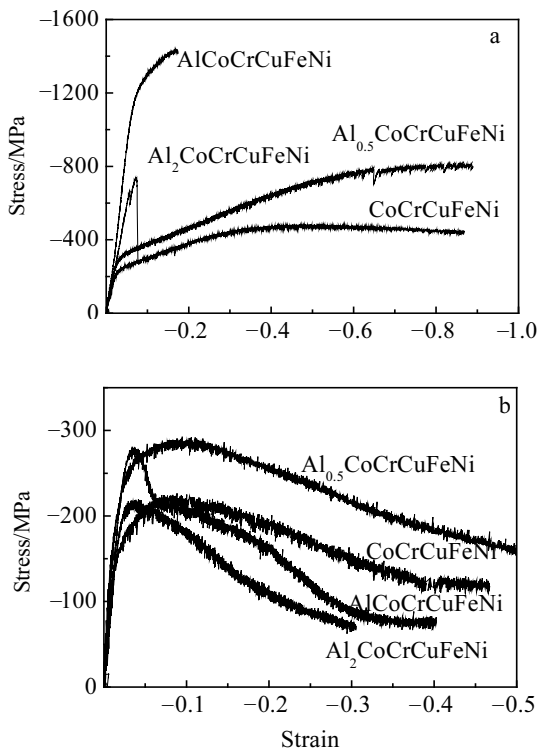 −1600
a
AlCoCrCuFeNi
−1200
Al₂CoCrCuFeNi
Al₀.₅CoCrCuFeNi
−800
CoCrCuFeNi
−400
0
Stress/MPa
−0.2 −0.4 −0.6 −0.8 −1.0
b
−300
Al₀.₅CoCrCuFeNi
−200
CoCrCuFeNi
−100
AlCoCrCuFeNi
Al₂CoCrCuFeNi
0
Stress/MPa
−0.1 −0.2 −0.3 −0.4 −0.5
Strain